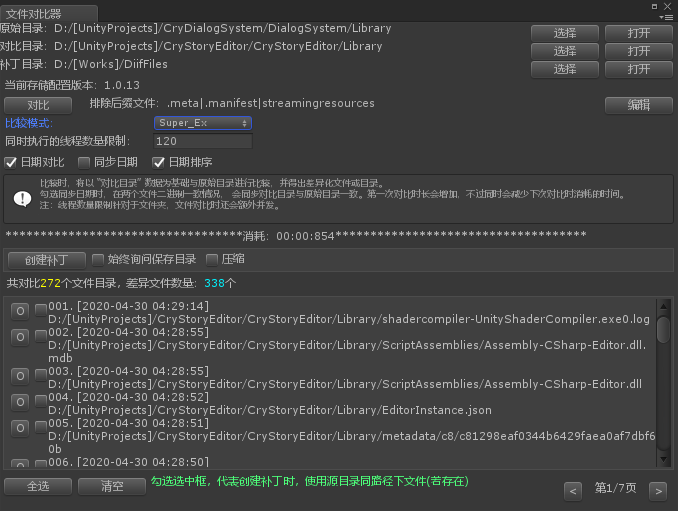 文件对比器
原始目录: D:/[UnityProjects]/CryDialogSystem/DialogSystem/Library 选择 打开
对比目录: D:/[UnityProjects]/CryStoryEditor/CryStoryEditor/Library 选择 打开
补丁目录: D:/[Works]/DiifFiles 选择 打开
当前存储配置版本: 1.0.13
对比 排除后缀文件: .meta|.manifest|streamingresources 编辑
比较模式: Super_Ex
同时执行的线程数量限制: 120
日期对比 同步日期 日期排序
比较时, 将以 "对比目录" 数据为基础与原始目录进行比较, 并得出差异化文件或目录。
勾选同步日期时, 在两个文件二进制一致情况, 会同步对比目录与原始目录一致。第一次对比时长会增加, 不过同时会减少下次对比时消耗的时间。
注: 线程数量限制针对于文件夹, 文件对比时还会额外并发。
********************************消耗: 00:00:854**********************************
创建补丁 始终询问保存目录 压缩
共对比272个文件目录, 差异文件数量: 338个
O 001. [2020-04-30 04:29:14]
D:/[UnityProjects]/CryStoryEditor/CryStoryEditor/Library/shadercompiler-UnityShaderCompiler.exe0.log
O 002. [2020-04-30 04:28:55]
D:/[UnityProjects]/CryStoryEditor/CryStoryEditor/Library/ScriptAssemblies/Assembly-CSharp-Editor.dll.
mdb
O 003. [2020-04-30 04:28:55]
D:/[UnityProjects]/CryStoryEditor/CryStoryEditor/Library/ScriptAssemblies/Assembly-CSharp-Editor.dll
O 004. [2020-04-30 04:28:52]
D:/[UnityProjects]/CryStoryEditor/CryStoryEditor/Library/EditorInstance.json
O 005. [2020-04-30 04:28:51]
D:/[UnityProjects]/CryStoryEditor/CryStoryEditor/Library/metadata/c8/c81298eaf0344b6429faea0af7dbf6
0b
O 006. [2020-04-30 04:28:50]
全选 清空 勾选选中框, 代表创建补丁时, 使用源目录同路径下文件(若存在) < 第1/7页 >